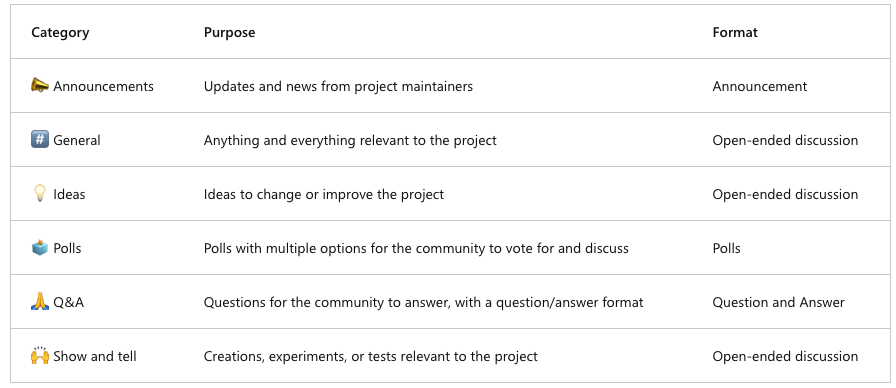 Category Purpose Format
📣 Announcements Updates and news from project maintainers Announcement
#️⃣ General Anything and everything relevant to the project Open-ended discussion
💡 Ideas Ideas to change or improve the project Open-ended discussion
🗳️ Polls Polls with multiple options for the community to vote for and discuss Polls
🙏 Q&A Questions for the community to answer, with a question/answer format Question and Answer
🙌 Show and tell Creations, experiments, or tests relevant to the project Open-ended discussion